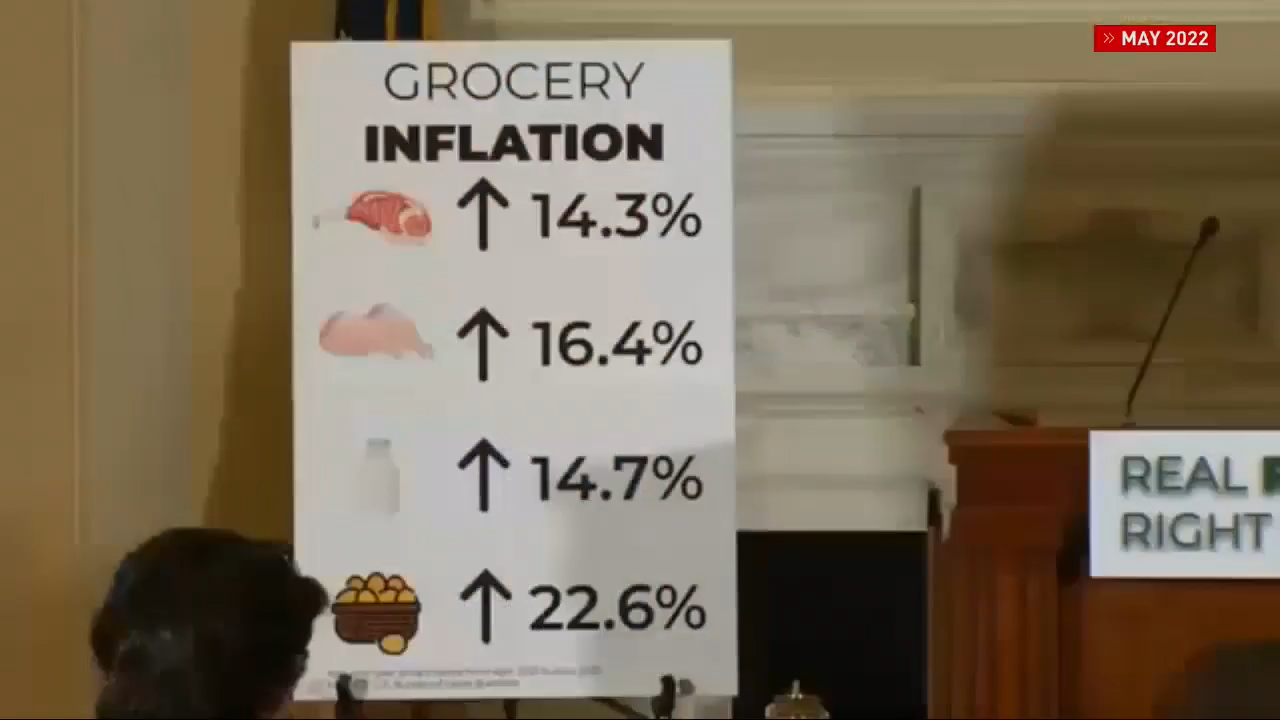 MAY 2022
GROCERY
INFLATION
14.3%
16.4%
14.7%
22.6%
REAL
RIGHT